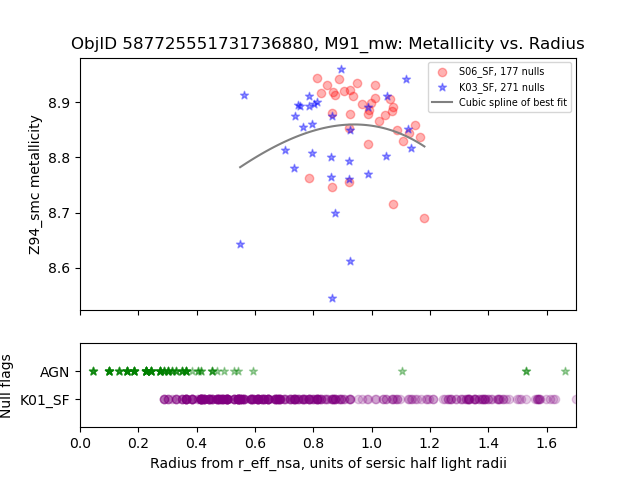 ObjID 587725551731736880, M91_mw: Metallicity vs. Radius
S06_SF, 177 nulls
K03_SF, 271 nulls
Cubic spline of best fit
Z94_smc metallicity
8.9
8.8
8.7
8.6
Null flags
AGN
K01_SF
0.0 0.2 0.4 0.6 0.8 1.0 1.2 1.4 1.6
Radius from r_eff_nsa, units of sersic half light radii